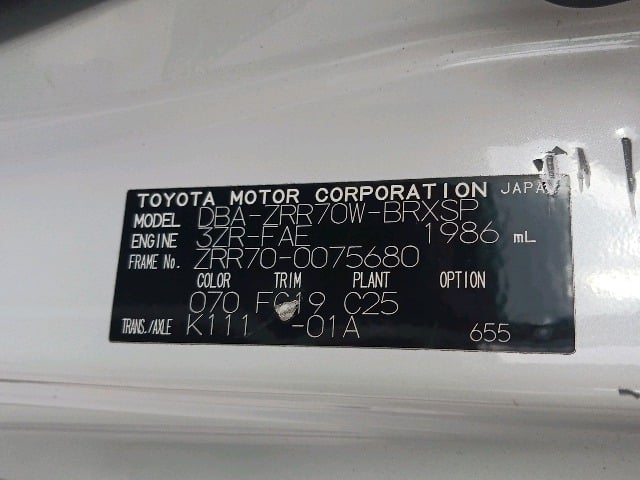 TOYOTA MOTOR CORPORATION JAPAN
MODEL DBA-ZRR70W-BRXSP
ENGINE 3ZR-FAE 1986 mL
FRAME No. ZRR70-0075680
COLOR TRIM PLANT OPTION
070 FC19 C25
TRANS./AXLE K111 -01A 655